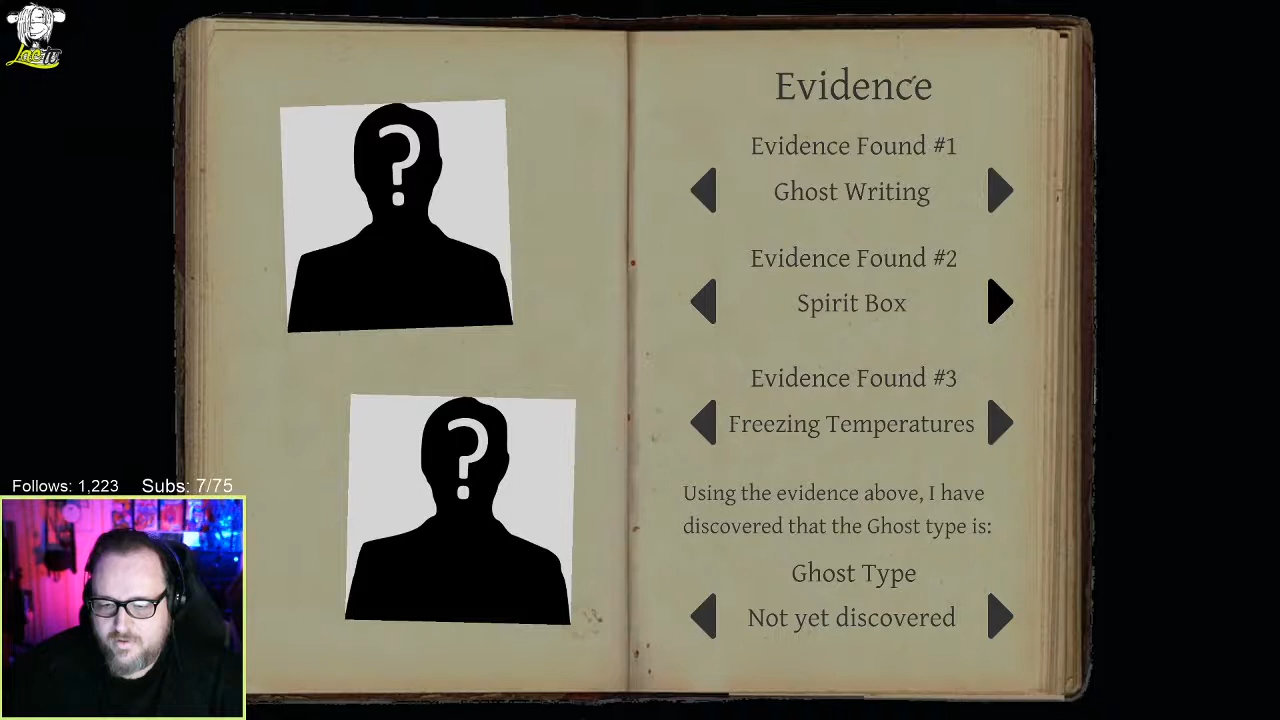 Lactv
Evidence
Evidence Found #1
Ghost Writing
Evidence Found #2
Spirit Box
Evidence Found #3
Freezing Temperatures
Using the evidence above, I have
discovered that the Ghost type is:
Ghost Type
Not yet discovered
?
?
Follows: 1,223 Subs: 7/75